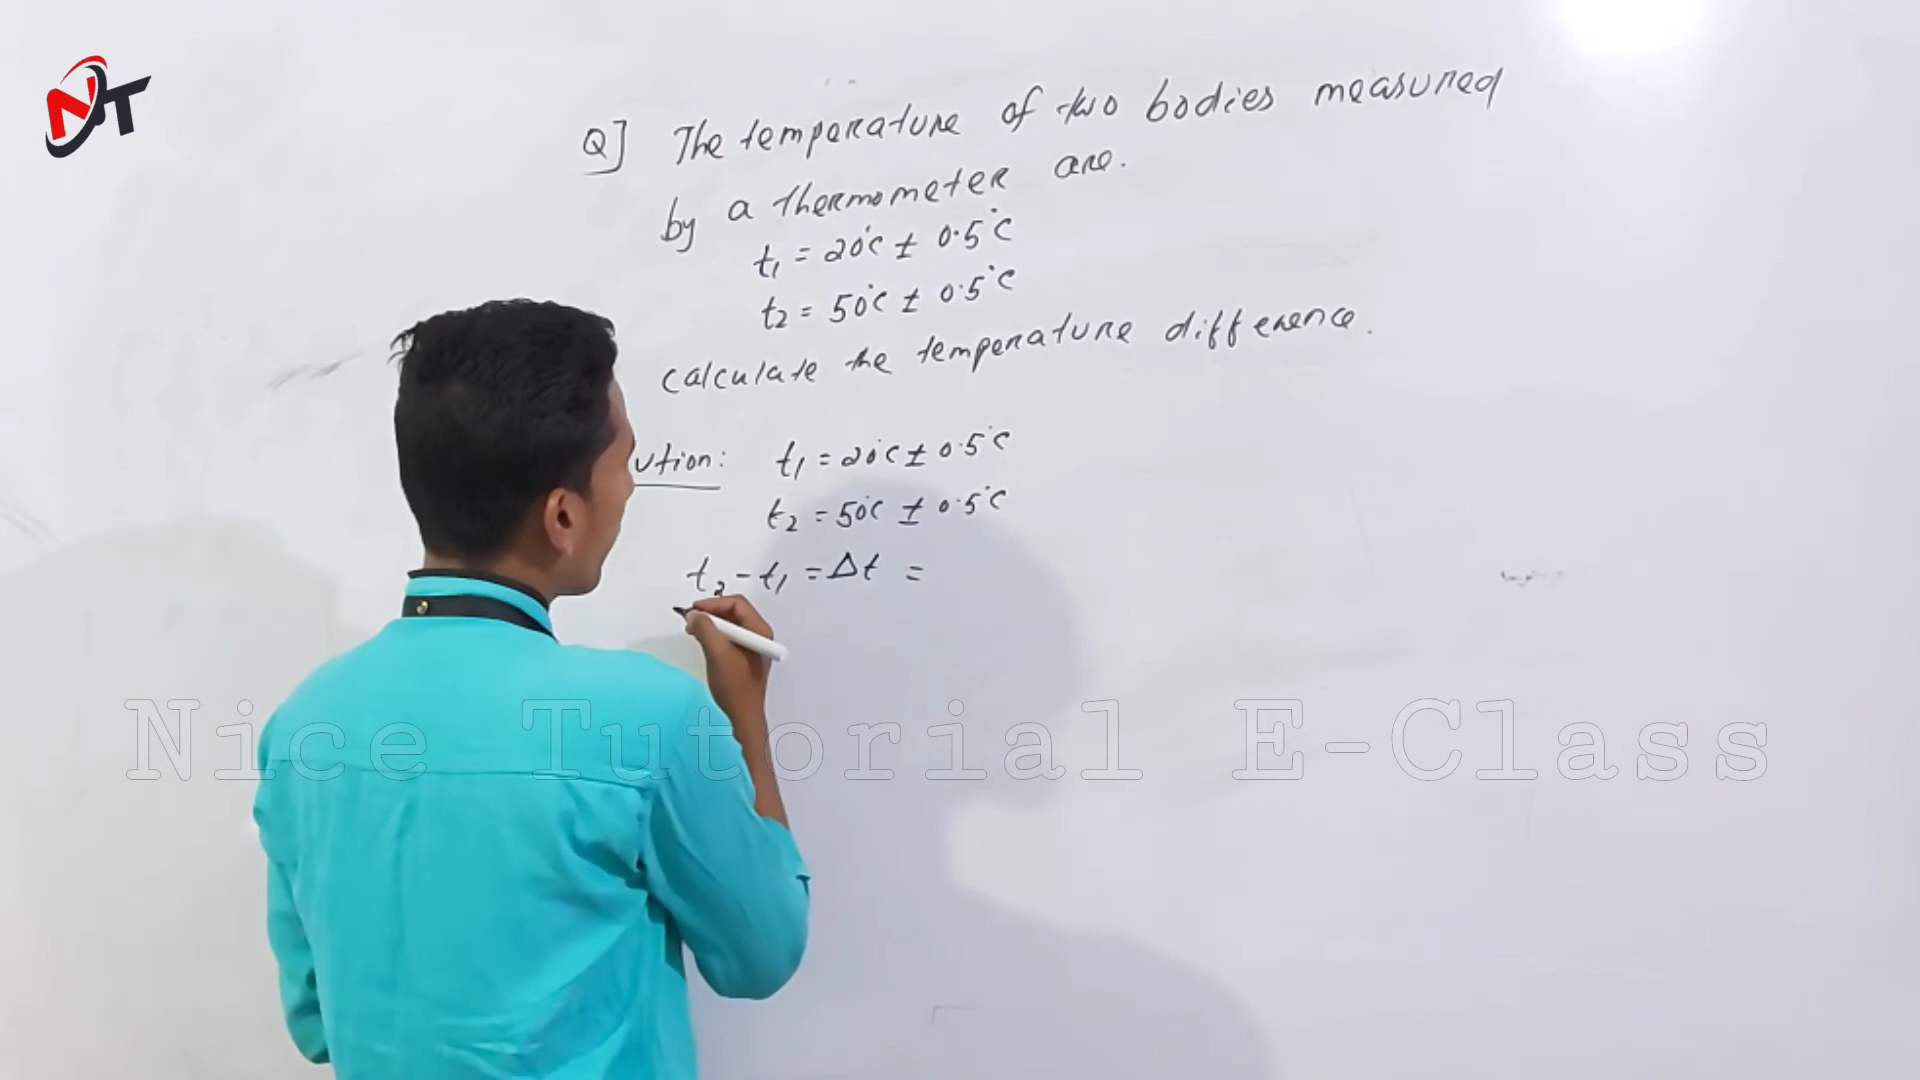 NT
Q] The temperature of two bodies measured
by a thermometer are.
t₁ = 20°C ± 0.5°C
t₂ = 50°C ± 0.5°C
calculate the temperature difference.
ution: t₁ = 20°C ± 0.5°C
t₂ = 50°C ± 0.5°C
t₂ - t₁ = Δt =
Nice Tutorial E-Class